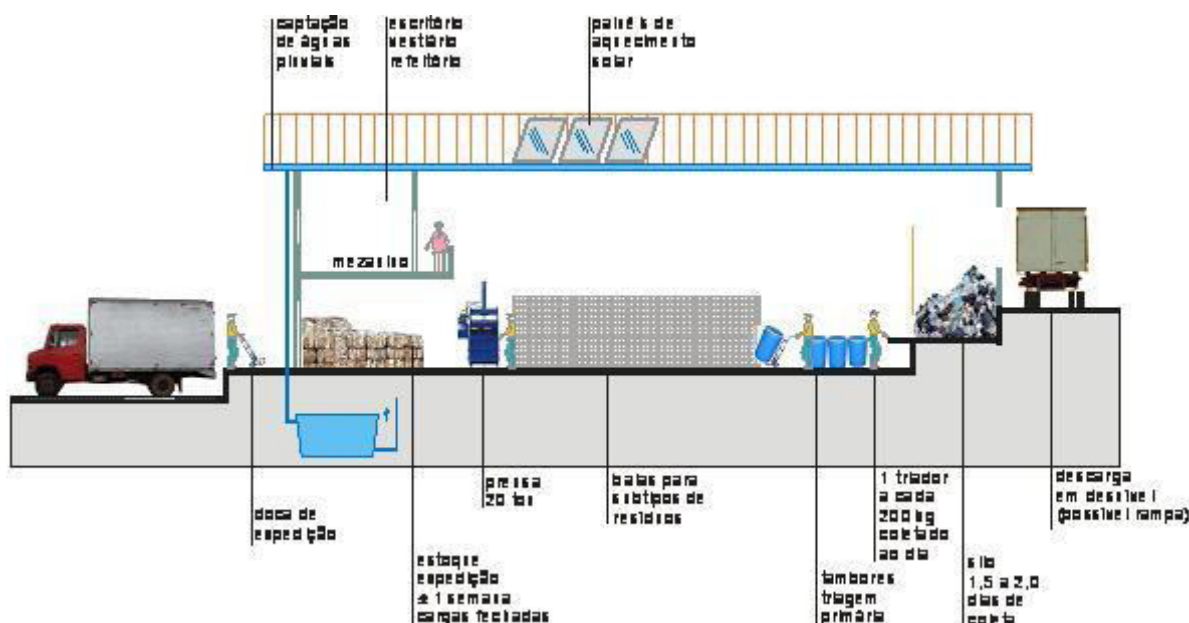 captação
de águas
pluviais
escritório
vestiário
refeitório
painéis de
aquecimento
solar
mezanino
doca de
expedição
estoque
expedição
± 1 semana
cargas fechadas
prensa
20 ton
baias para
subtipos de
resíduos
tambores
triagem
primária
1 triador
a cada
200 kg
coletado
ao dia
silo
1,5 a 2,0
dias de
coleta
descarga
em desnível
(possível rampa)